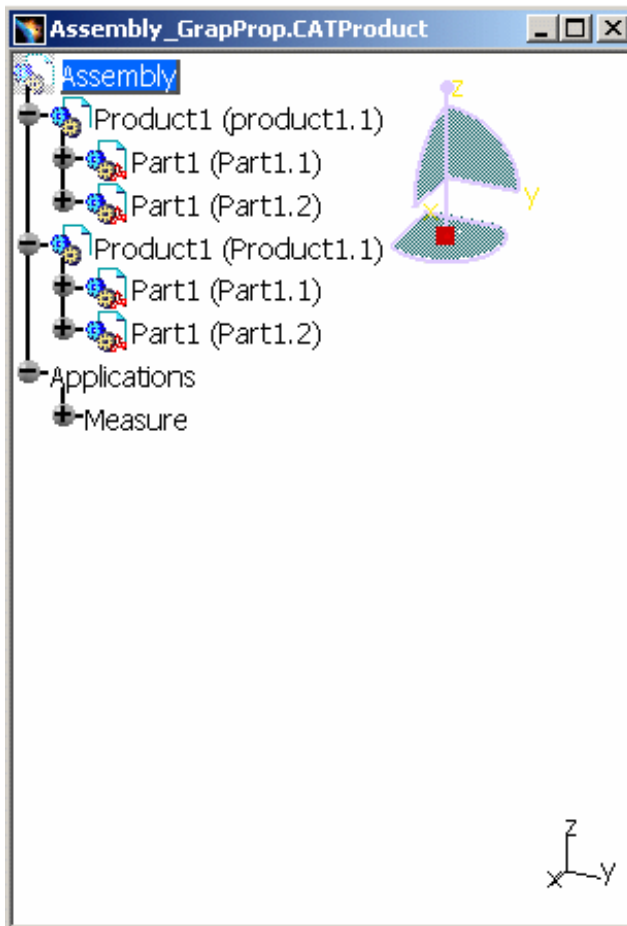 Assembly_GrapProp.CATProduct
Assembly
Product1 (product1.1)
Part1 (Part1.1)
Part1 (Part1.2)
Product1 (Product1.1)
Part1 (Part1.1)
Part1 (Part1.2)
Applications
Measure
z
y
x
z
x
y